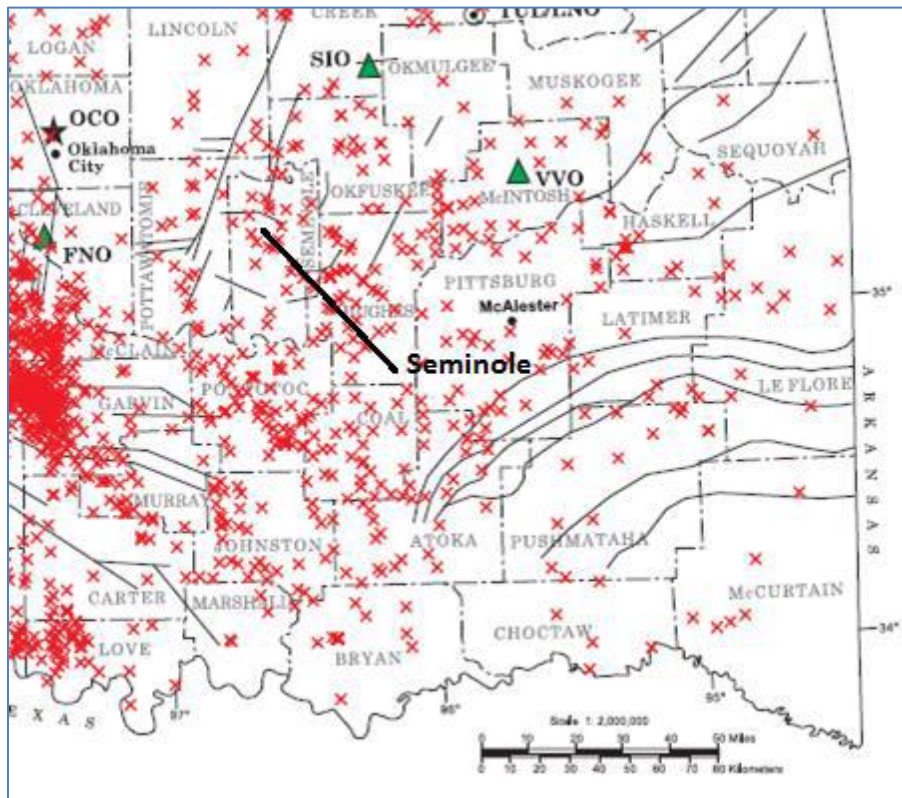 CREEK
TUL/LNO
LINCOLN
LOGAN
SIO
OKMULGEE
MUSKOGEE
OKLAHOMA
OCO
Oklahoma
City
SEQUOYAH
VVO
OKFUSKEE
McINTOSH
CLEVELAND
POTTAWATOMIE
SEMINOLE
HASKELL
FNO
PITTSBURG
35°
McAlester
HUGHES
LATIMER
McCLAIN
Seminole
PONTOTOC
LE FLORE
GARVIN
COAL
ARKANSAS
MURRAY
JOHNSTON
ATOKA
PUSHMATAHA
CARTER
MARSHALL
McCURTAIN
34°
LOVE
CHOCTAW
BRYAN
EXAS
97°
96°
95°
Scale 1: 2,000,000
0 10 20 30 40 50 Miles
0 10 20 30 40 50 60 70 80 Kilometers